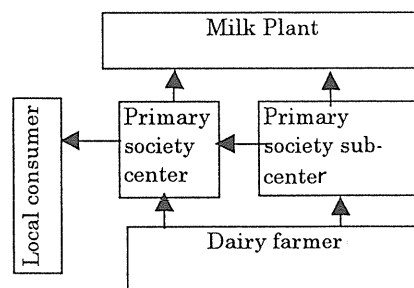 Milk Plant
Local consumer
Primary
society
center
Primary
society sub-
center
Dairy farmer